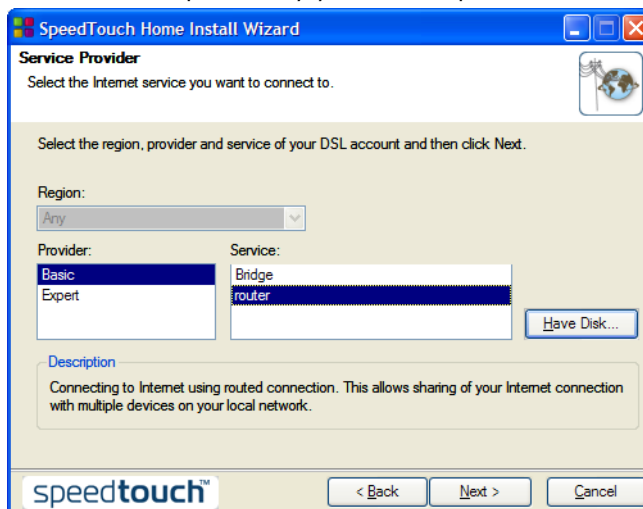 SpeedTouch Home Install Wizard
Service Provider
Select the Internet service you want to connect to.
Select the region, provider and service of your DSL account and then click Next.
Region:
Any
Provider:
Service:
Basic
Bridge
Expert
router
Have Disk...
Description
Connecting to Internet using routed connection. This allows sharing of your Internet connection
with multiple devices on your local network.
speedtouch™
< Back
Next >
Cancel